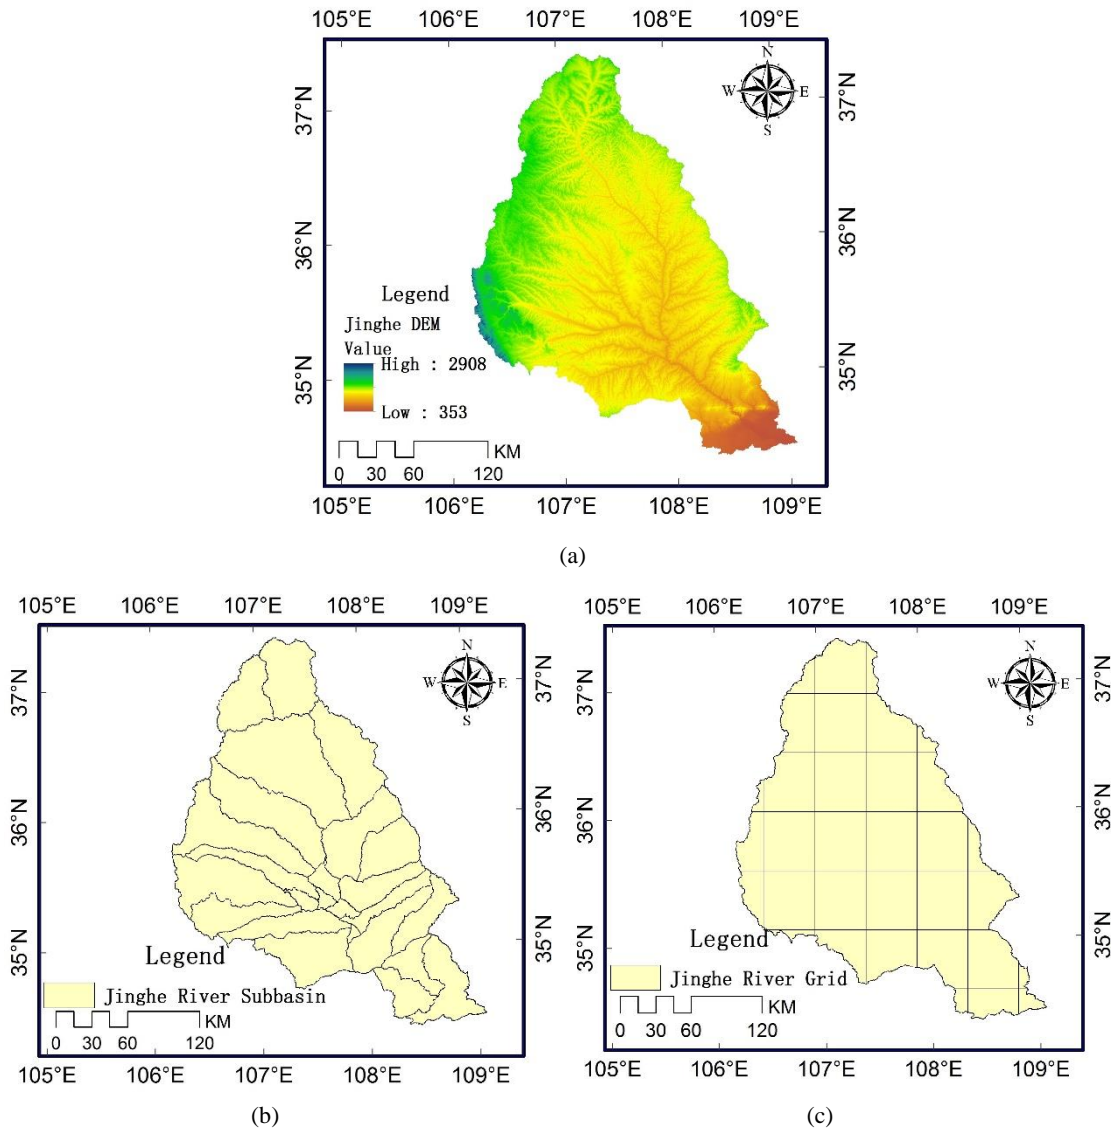 105°E 106°E 107°E 108°E 109°E
N
W E
S
37°N 37°N
36°N 36°N
Legend
Jinghe DEM
Value
High : 2908
35°N 35°N
Low : 353
KM
0 30 60 120
105°E 106°E 107°E 108°E 109°E
(a)
105°E 106°E 107°E 108°E 109°E
N
W E
S
37°N 37°N
36°N 36°N
35°N 35°N
Legend
Jinghe River Subbasin
KM
0 30 60 120
105°E 106°E 107°E 108°E 109°E
(b)
105°E 106°E 107°E 108°E 109°E
N
W E
S
37°N 37°N
36°N 36°N
35°N 35°N
Legend
Jinghe River Grid
KM
0 30 60 120
105°E 106°E 107°E 108°E 109°E
(c)